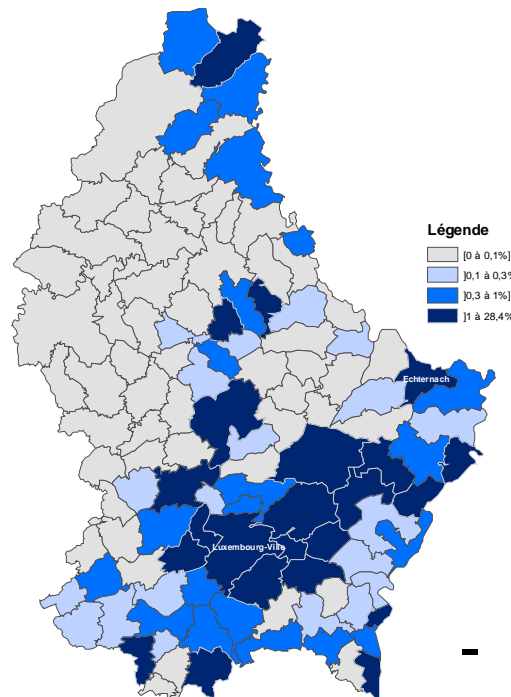 Légende
[0 à 0,1%]
]0,1 à 0,3%
]0,3 à 1%]
]1 à 28,4%
Echternach
Luxembourg-Ville